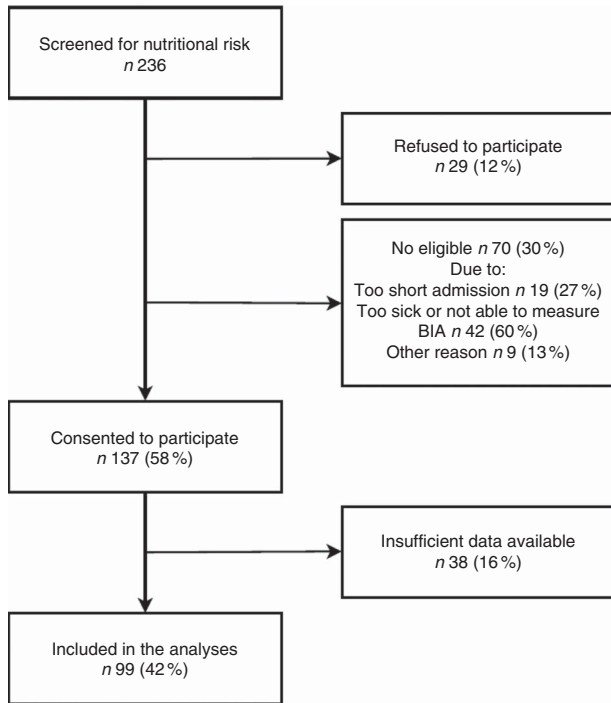 Screened for nutritional risk
n 236
Refused to participate
n 29 (12 %)
No eligible n 70 (30 %)
Due to:
Too short admission n 19 (27 %)
Too sick or not able to measure
BIA n 42 (60 %)
Other reason n 9 (13 %)
Consented to participate
n 137 (58 %)
Insufficient data available
n 38 (16 %)
Included in the analyses
n 99 (42 %)